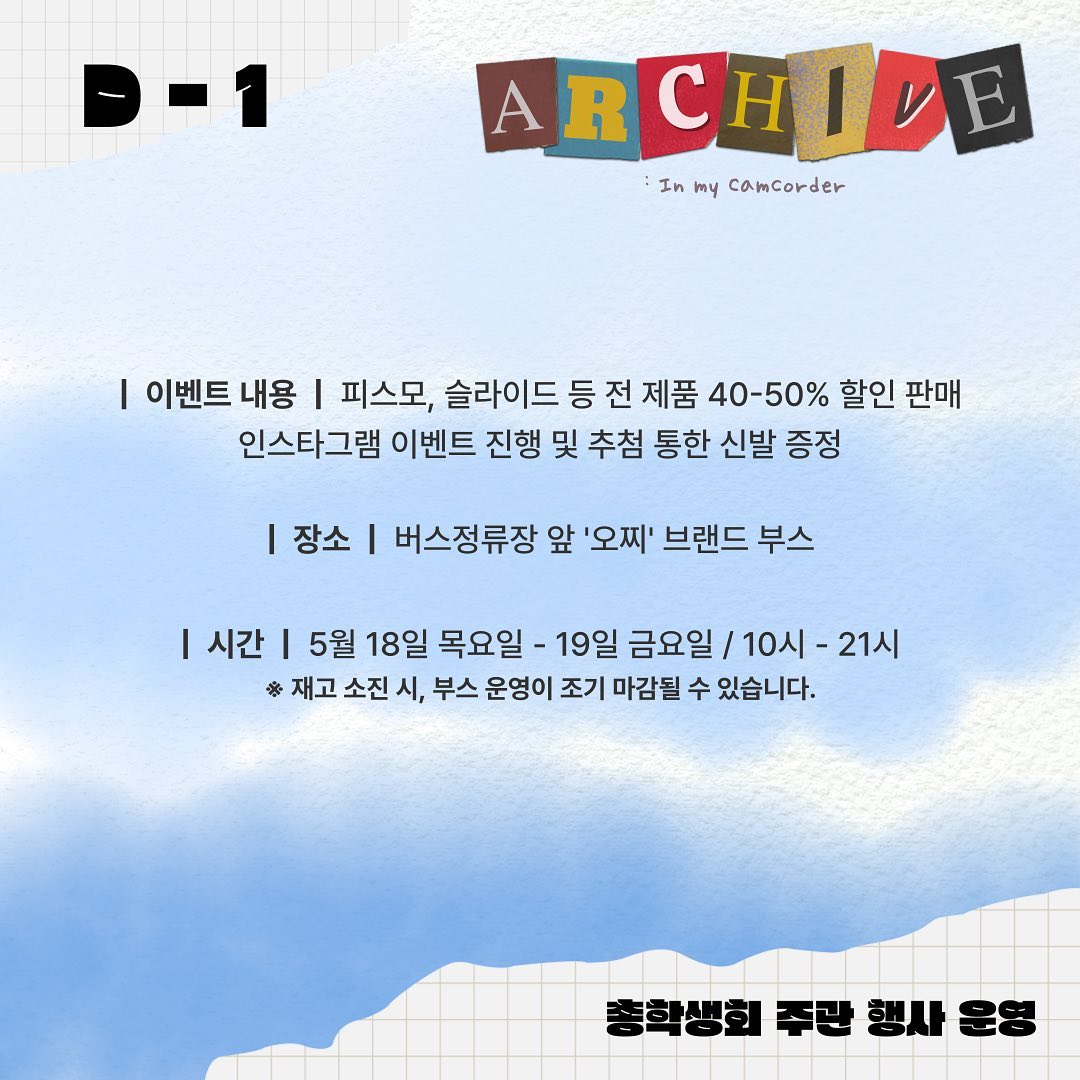 D-1
ARCHIVE
: In my Camcorder
| 이벤트 내용 | 피스모, 슬라이드 등 전 제품 40-50% 할인 판매
인스타그램 이벤트 진행 및 추첨 통한 신발 증정
| 장소 | 버스정류장 앞 '오찌' 브랜드 부스
| 시간 | 5월 18일 목요일 - 19일 금요일 / 10시 - 21시
※ 재고 소진 시, 부스 운영이 조기 마감될 수 있습니다.
총학생회 주관 행사 운영